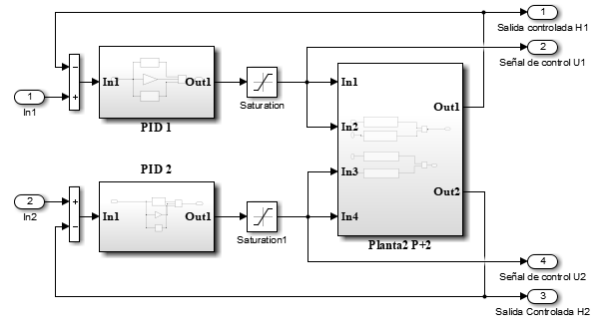 1
Salida controlada H1
2
Señal de control U1
−
+
1
In1
In1
Out1
PID 1
Saturation
In1
In2
In3
In4
Out1
Out2
Planta2 P+2
PID 2
2
In2
+
−
In1
Out1
Saturation1
4
Señal de control U2
3
Salida Controlada H2